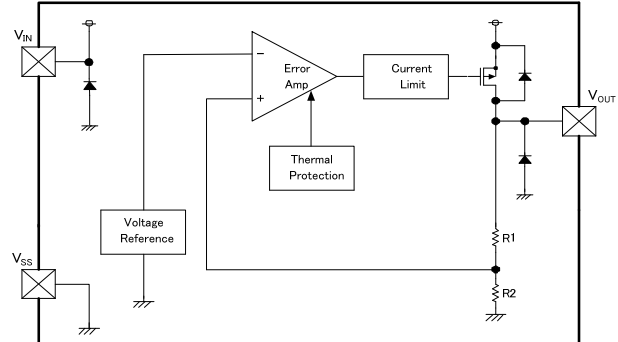 VIN
−
+
Error
Amp
Current
Limit
VOUT
Thermal
Protection
Voltage
Reference
R1
VSS
R2